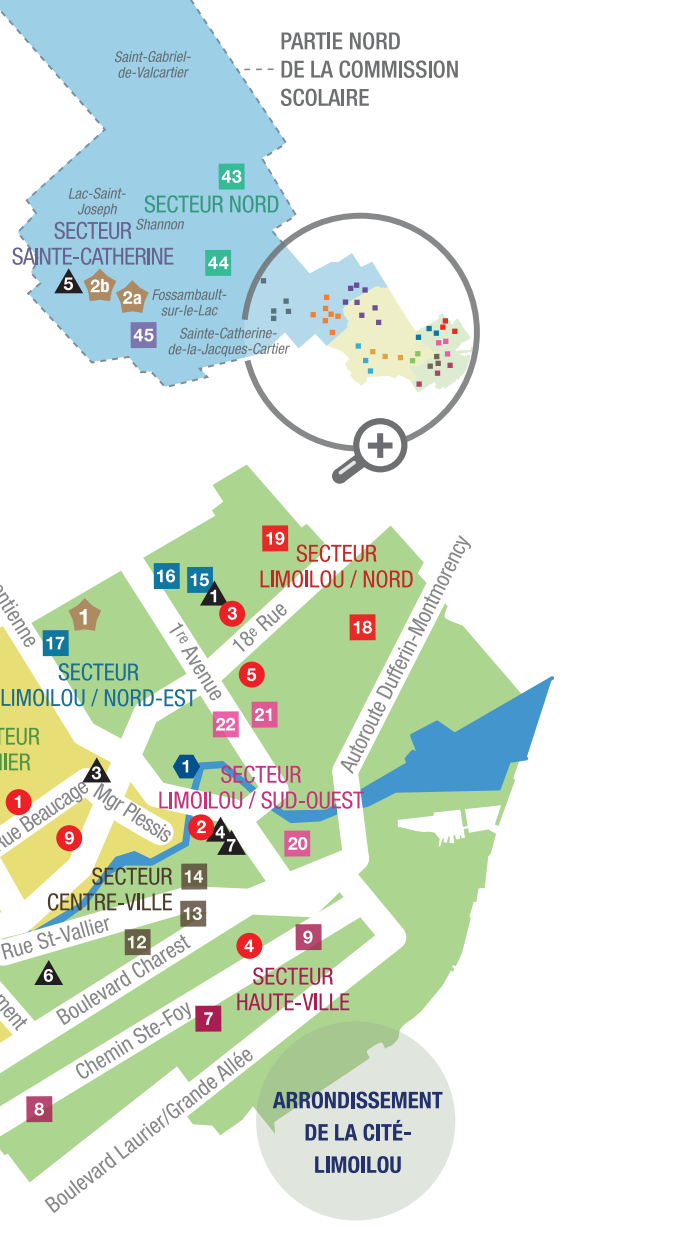 PARTIE NORD
DE LA COMMISSION
SCOLAIRE
Saint-Gabriel-
de-Valcartier
43
SECTEUR NORD
Lac-Saint-
Joseph
Shannon
SECTEUR
SAINTE-CATHERINE
44
5
2b
2a
Fossambault-
sur-le-Lac
45
Sainte-Catherine-
de-la-Jacques-Cartier
19
SECTEUR
LIMOILOU / NORD
16
15
1
3
18e Rue
18
1
17
1re Avenue
Autoroute Dufferin-Montmorency
entienne
SECTEUR
LIMOILOU / NORD-EST
5
21
22
TEUR
IER
1
SECTEUR
LIMOILOU / SUD-OUEST
3
Rue Beaucage
Mgr Plessis
1
9
2
4
7
20
SECTEUR
CENTRE-VILLE
14
13
Rue St-Vallier
12
Boulevard Charest
4
9
6
ment
SECTEUR
HAUTE-VILLE
7
Chemin Ste-Foy
8
Boulevard Laurier/Grande Allée
ARRONDISSEMENT
DE LA CITÉ-
LIMOILOU